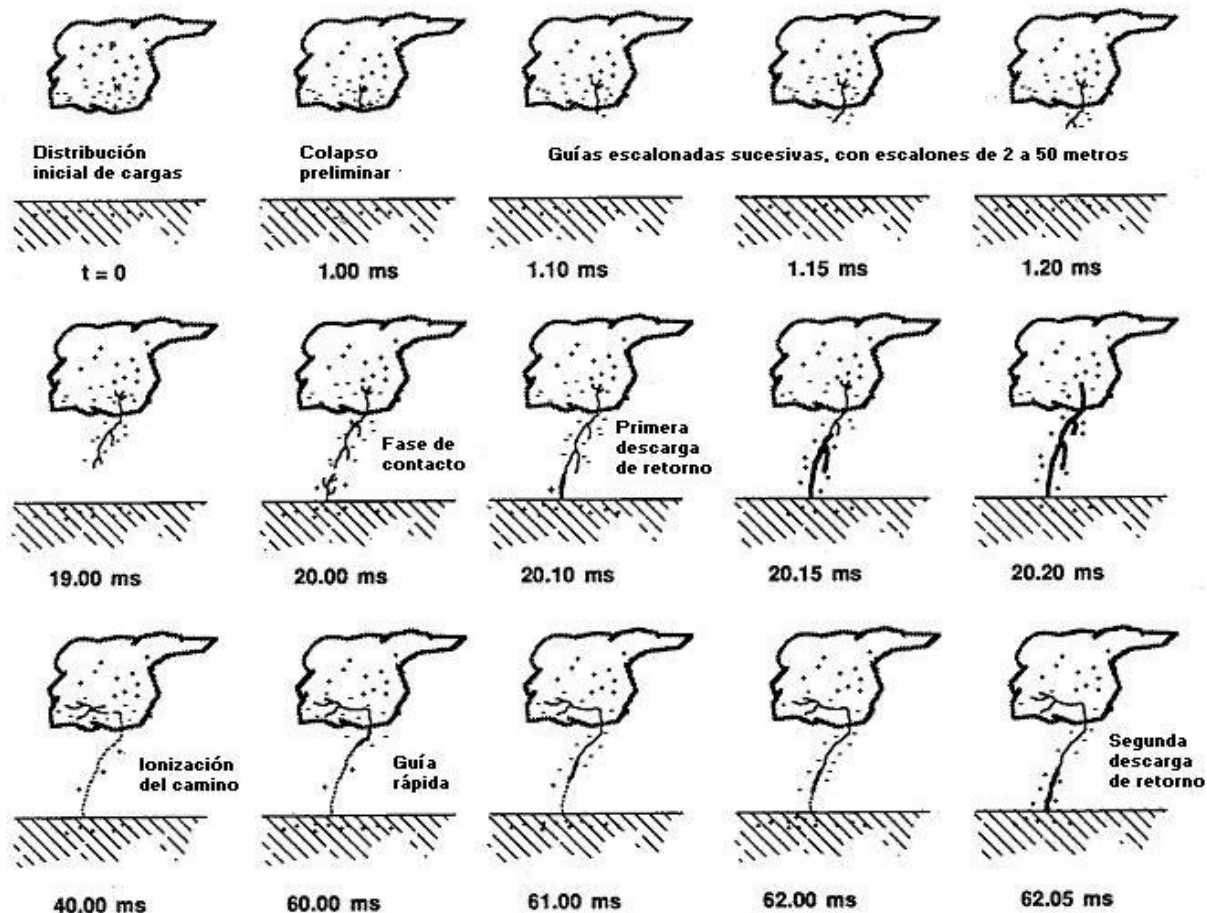 P
N
Distribución
inicial de cargas
Colapso
preliminar
Guías escalonadas sucesivas, con escalones de 2 a 50 metros
t = 0
1.00 ms
1.10 ms
1.15 ms
1.20 ms
Fase de
contacto
Primera
descarga
de retorno
19.00 ms
20.00 ms
20.10 ms
20.15 ms
20.20 ms
Ionización
del camino
Guía
rápida
Segunda
descarga
de retorno
40.00 ms
60.00 ms
61.00 ms
62.00 ms
62.05 ms